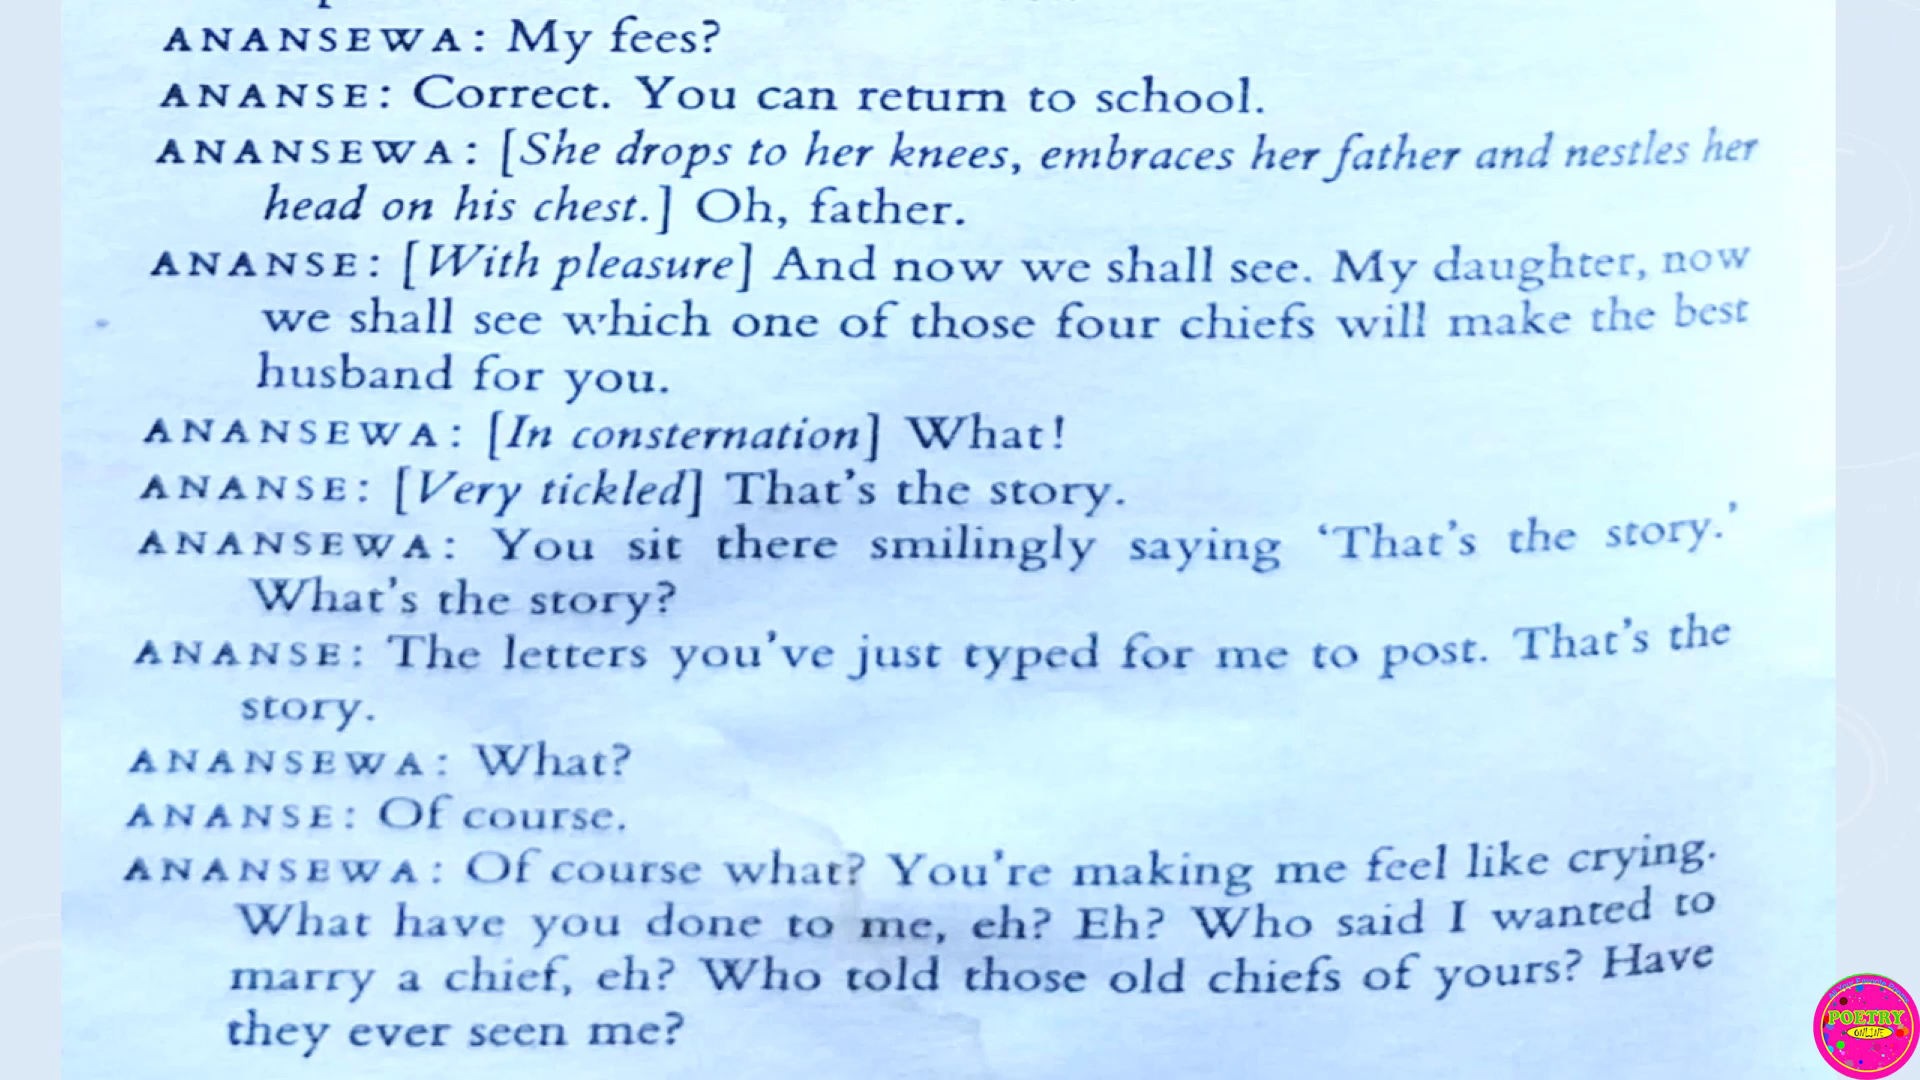 ANANSEWA: My fees?
ANANSE: Correct. You can return to school.
ANANSEWA: [She drops to her knees, embraces her father and nestles her
head on his chest.] Oh, father.
ANANSE: [With pleasure] And now we shall see. My daughter, now
we shall see which one of those four chiefs will make the best
husband for you.
ANANSEWA: [In consternation] What!
ANANSE: [Very tickled] That's the story.
ANANSEWA: You sit there smilingly saying ‘That's the story.’
What's the story?
ANANSE: The letters you've just typed for me to post. That's the
story.
ANANSEWA: What?
ANANSE: Of course.
ANANSEWA: Of course what? You're making me feel like crying.
What have you done to me, eh? Eh? Who said I wanted to
marry a chief, eh? Who told those old chiefs of yours? Have
they ever seen me?
POETRY
ONLINE